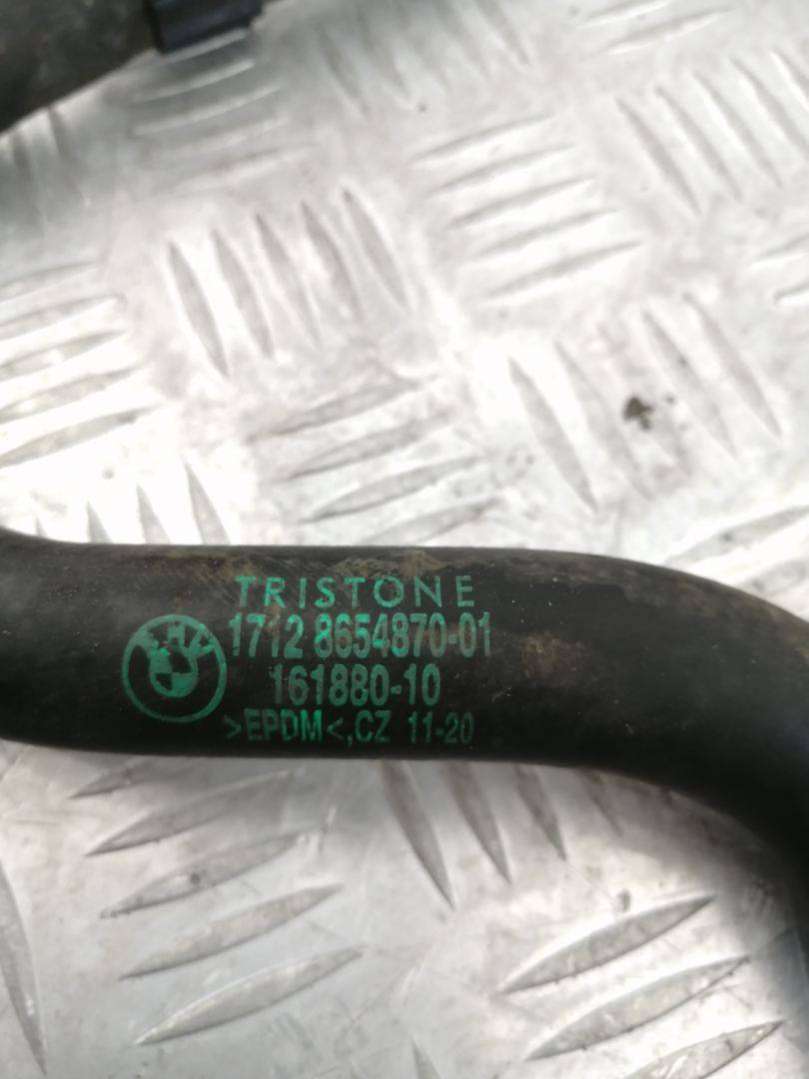 TRISTONE
1712 8654870-01
161880-10
>EPDM<,CZ 11-20